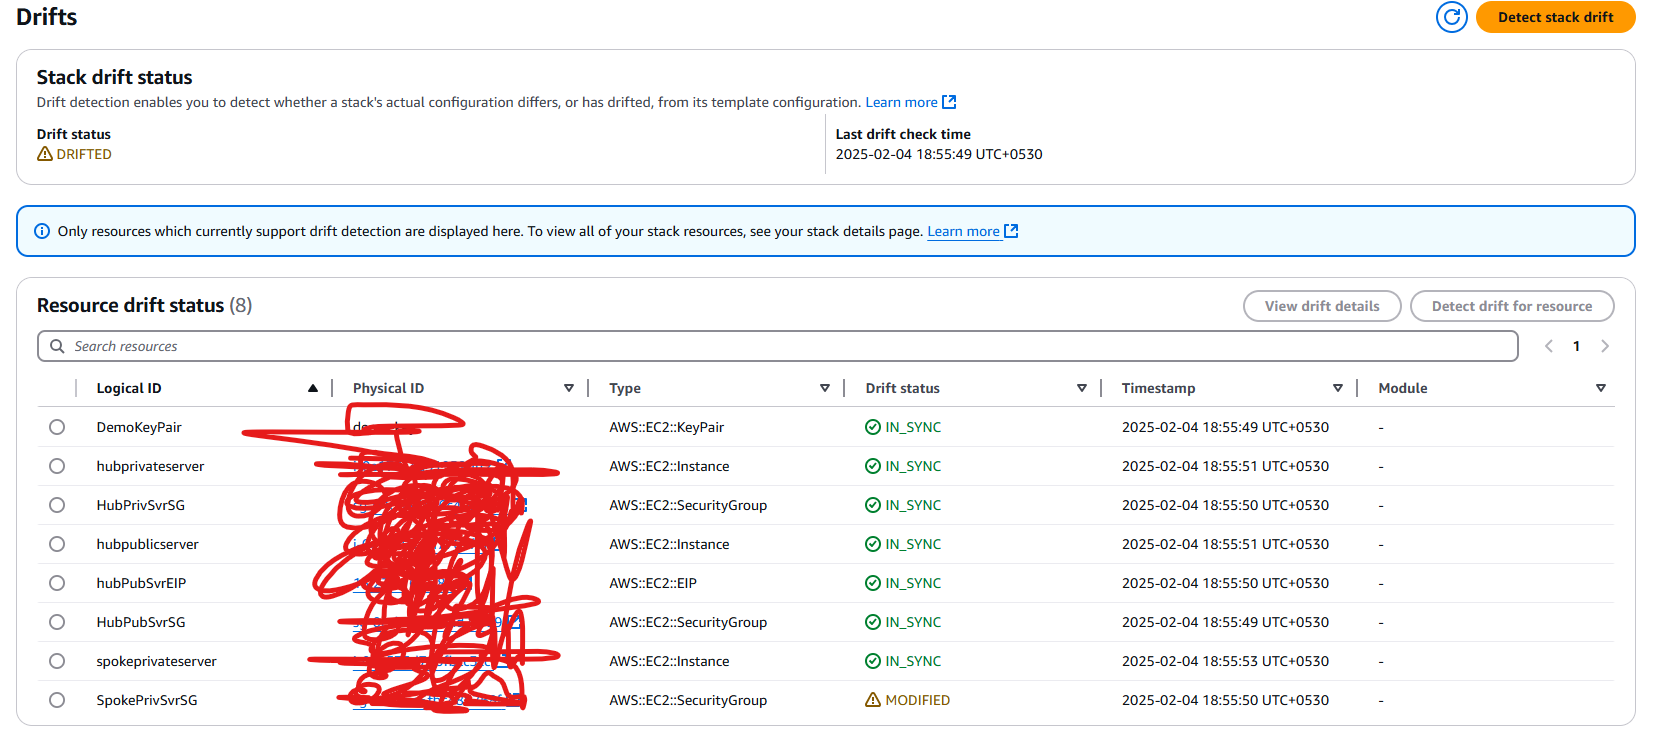 Drifts
Detect stack drift
Stack drift status
Drift detection enables you to detect whether a stack's actual configuration differs, or has drifted, from its template configuration. Learn more
Drift status
DRIFTED
Last drift check time
2025-02-04 18:55:49 UTC+0530
Only resources which currently support drift detection are displayed here. To view all of your stack resources, see your stack details page. Learn more
Resource drift status (8)
View drift details
Detect drift for resource
Search resources
1
Logical ID Physical ID Type Drift status Timestamp Module
DemoKeyPair AWS::EC2::KeyPair IN_SYNC 2025-02-04 18:55:49 UTC+0530 -
hubprivateserver AWS::EC2::Instance IN_SYNC 2025-02-04 18:55:51 UTC+0530 -
HubPrivSvrSG AWS::EC2::SecurityGroup IN_SYNC 2025-02-04 18:55:50 UTC+0530 -
hubpublicserver AWS::EC2::Instance IN_SYNC 2025-02-04 18:55:51 UTC+0530 -
hubPubSvrEIP AWS::EC2::EIP IN_SYNC 2025-02-04 18:55:50 UTC+0530 -
HubPubSvrSG AWS::EC2::SecurityGroup IN_SYNC 2025-02-04 18:55:49 UTC+0530 -
spokeprivateserver AWS::EC2::Instance IN_SYNC 2025-02-04 18:55:53 UTC+0530 -
SpokePrivSvrSG AWS::EC2::SecurityGroup MODIFIED 2025-02-04 18:55:50 UTC+0530 -